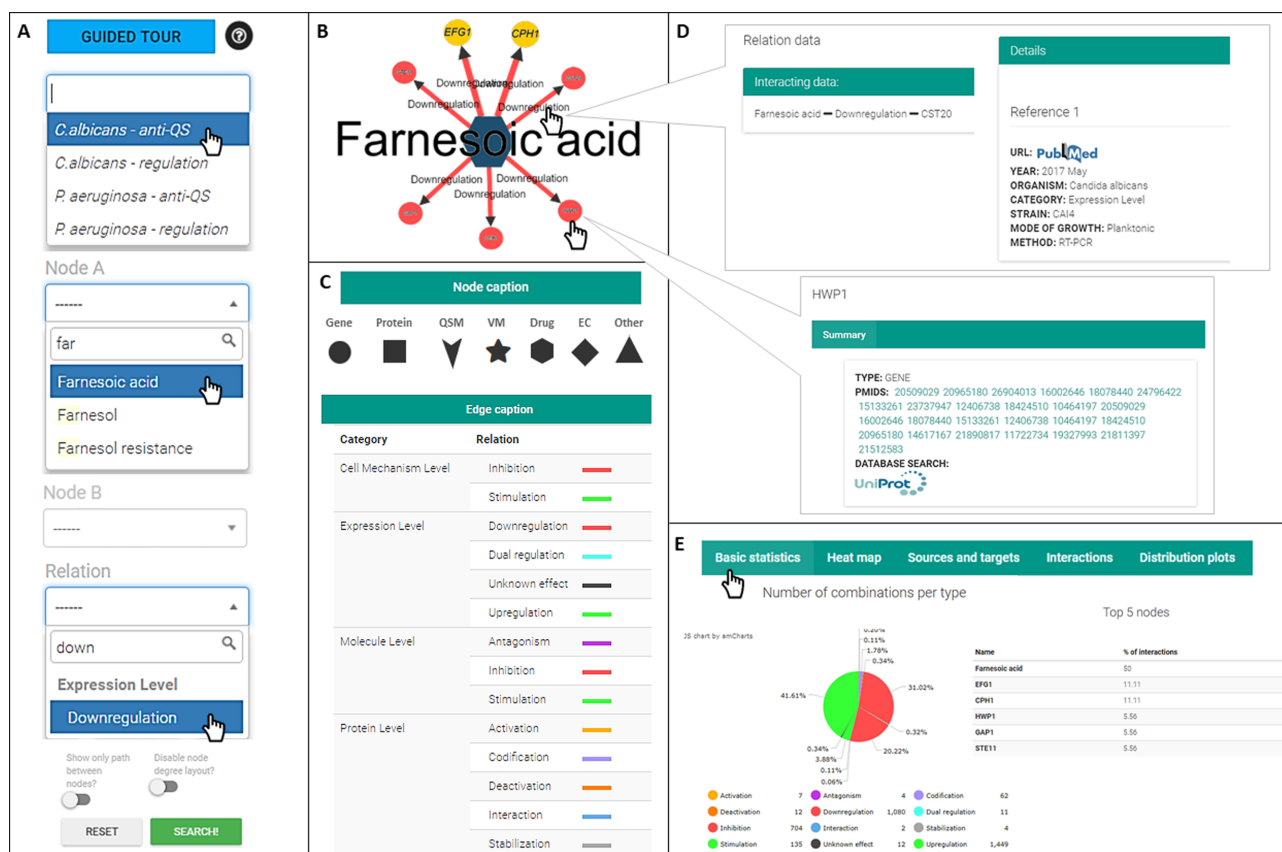 A
GUIDED TOUR
?
C.albicans - anti-QS
C.albicans - regulation
P. aeruginosa - anti-QS
P. aeruginosa - regulation
Node A
------
far
Farnesoic acid
Farnesol
Farnesol resistance
Node B
------
Relation
------
down
Expression Level
Downregulation
Show only path
between
nodes?
Disable node
degree layout?
RESET
SEARCH!
B
EFG1
CPH1
Downregulation
Downregulation
Downregulation
Downregulation
Farnesoic acid
Downregulation
Downregulation
Downregulation
C
Node caption
Gene Protein QSM VM Drug EC Other
Edge caption
Category Relation
Cell Mechanism Level Inhibition
Stimulation
Expression Level Downregulation
Dual regulation
Unknown effect
Upregulation
Molecule Level Antagonism
Inhibition
Stimulation
Protein Level Activation
Codification
Deactivation
Interaction
Stabilization
D
Relation data
Interacting data:
Farnesoic acid ━ Downregulation ━ CST20
Details
Reference 1
URL: PubMed
YEAR: 2017 May
ORGANISM: Candida albicans
CATEGORY: Expression Level
STRAIN: CAI4
MODE OF GROWTH: Planktonic
METHOD: RT-PCR
HWP1
Summary
TYPE: GENE
PMIDS: 20509029 20965180 26904013 16002646 18078440 24796422
15133261 23737947 12406738 18424510 10464197 20509029
16002646 18078440 15133261 12406738 10464197 18424510
20965180 14617167 21890817 11722734 19327993 21811397
21512583
DATABASE SEARCH:
UniProt
E
Basic statistics Heat map Sources and targets Interactions Distribution plots
Number of combinations per type
JS chart by amCharts
0.20%
0.11%
1.78%
0.34%
31.02%
41.61%
0.32%
20.22%
0.34%
3.88%
0.11%
0.06%
Top 5 nodes
Name % of interactions
Farnesoic acid 50
EFG1 11.11
CPH1 11.11
HWP1 5.56
GAP1 5.56
STE11 5.56
Activation 7 Antagonism 4 Codification 62
Deactivation 12 Downregulation 1,080 Dual regulation 11
Inhibition 704 Interaction 2 Stabilization 4
Stimulation 135 Unknown effect 12 Upregulation 1,449